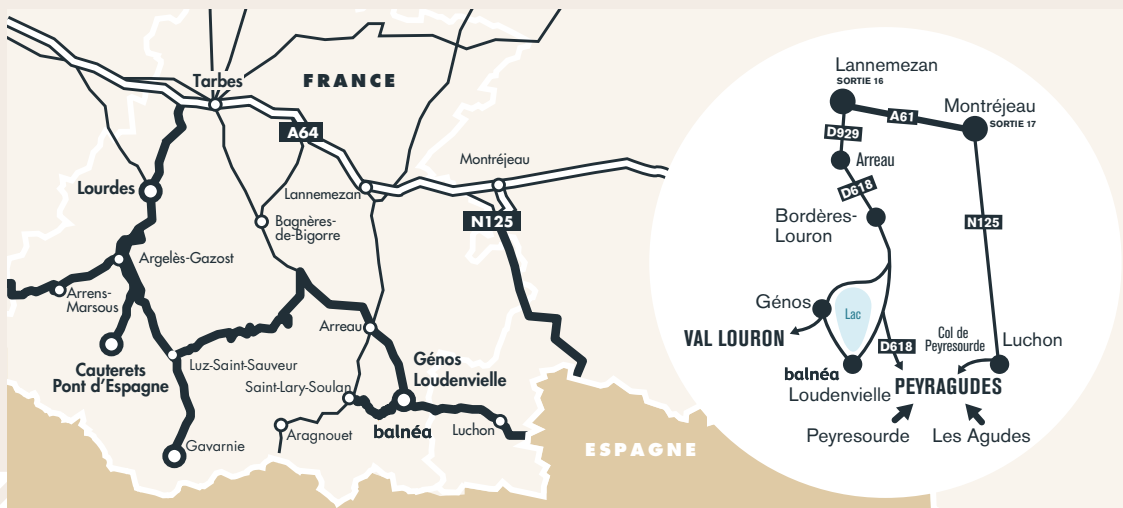 Tarbes
FRANCE
A64
Lourdes
Lannemezan
Montréjeau
N125
Bagnères-
de-Bigorre
Argelès-Gazost
Arrens-
Marsous
Arreau
Cauterets
Pont d'Espagne
Luz-Saint-Sauveur
Génos
Loudenvielle
Saint-Lary-Soulan
Aragnouet
balnéa
Luchon
Gavarnie
ESPAGNE
Lannemezan
SORTIE 16
A61
Montréjeau
SORTIE 17
D929
Arreau
D618
Bordères-
Louron
N125
Génos
Lac
VAL LOURON
D618
Col de
Peyresourde
Luchon
balnéa
Loudenvielle
PEYRAGUDES
Peyresourde
Les Agudes